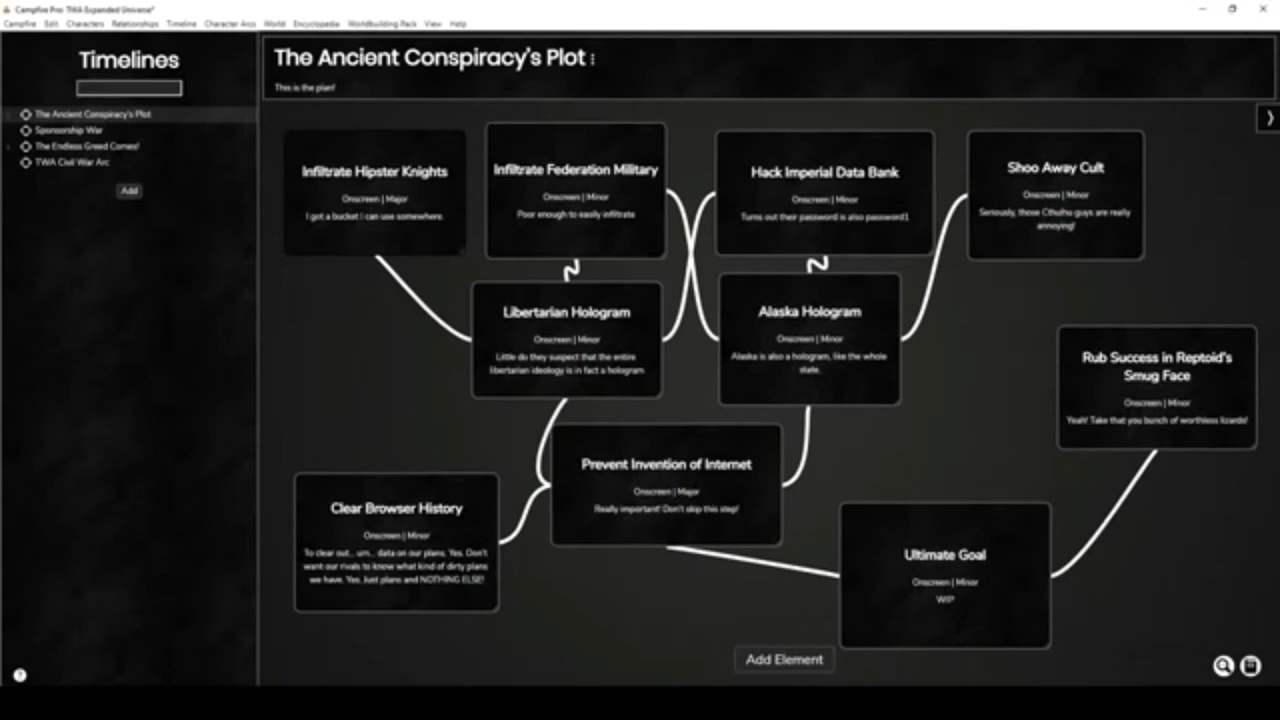 Campfire Pro: TWA Expanded Universe*
Campfire Edit Characters Relationships Timeline Character Arcs World Encyclopedia Worldbuilding Pack View Help
Timelines
The Ancient Conspiracy's Plot
Sponsorship War
The Endless Greed Comes!
TWA Civil War Arc
Add
The Ancient Conspiracy's Plot
This is the plan!
Infiltrate Hipster Knights
Onscreen | Major
I got a bucket I can use somewhere.
Infiltrate Federation Military
Onscreen | Minor
Poor enough to easily infiltrate
Hack Imperial Data Bank
Onscreen | Minor
Turns out their password is also password1
Shoo Away Cult
Onscreen | Minor
Seriously, those Cthulhu guys are really
annoying!
Libertarian Hologram
Onscreen | Minor
Little do they suspect that the entire
libertarian ideology is in fact a hologram
Alaska Hologram
Onscreen | Minor
Alaska is also a hologram, like the whole
state.
Rub Success in Reptoid's
Smug Face
Onscreen | Minor
Yeah! Take that you bunch of worthless lizards!
Prevent Invention of Internet
Onscreen | Major
Really important! Don't skip this step!
Clear Browser History
Onscreen | Minor
To clear out... um... data on our plans. Yes. Don't
want our rivals to know what kind of dirty plans
we have. Yes. Just plans and NOTHING ELSE!
Ultimate Goal
Onscreen | Minor
WIP
Add Element